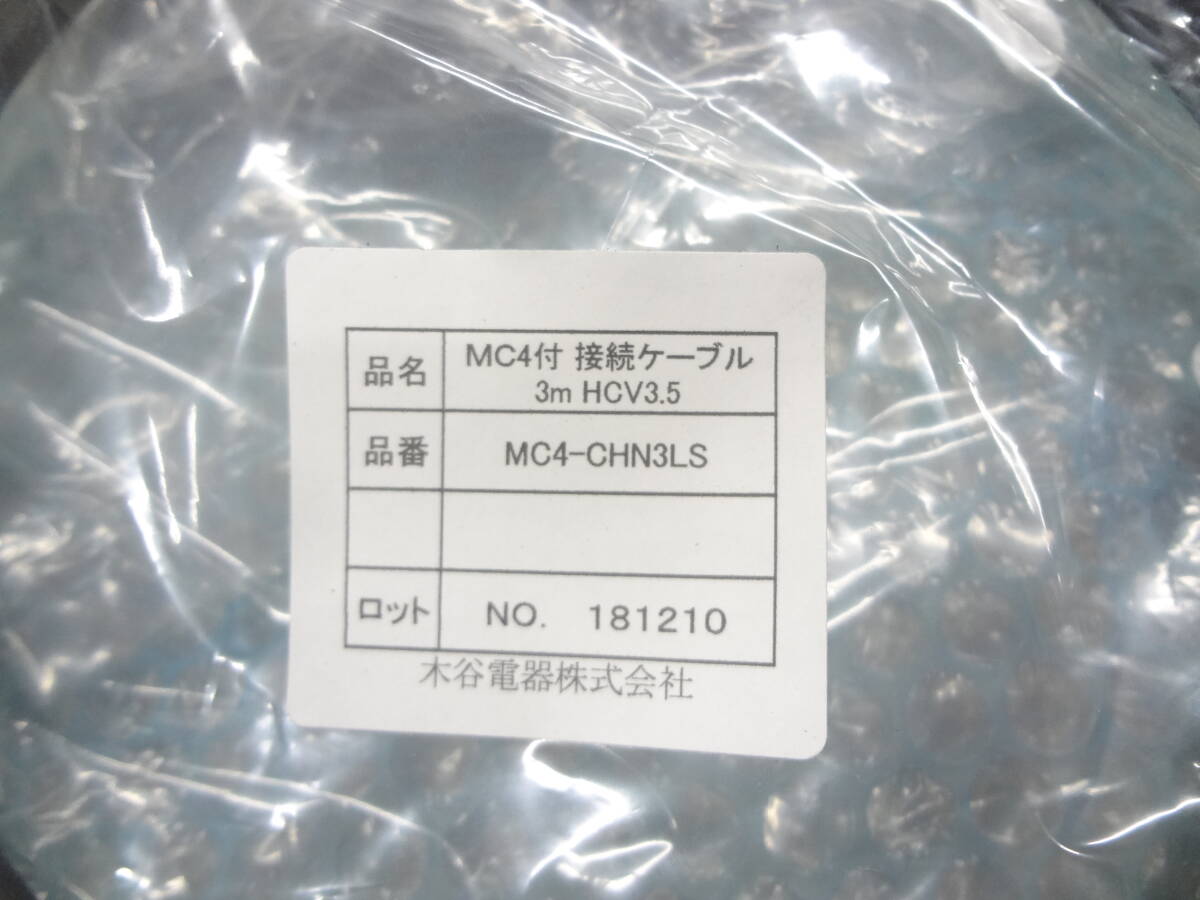 品名
MC4付 接続ケーブル
3m HCV3.5
品番
MC4-CHN3LS
ロット
NO. 181210
木谷電器株式会社